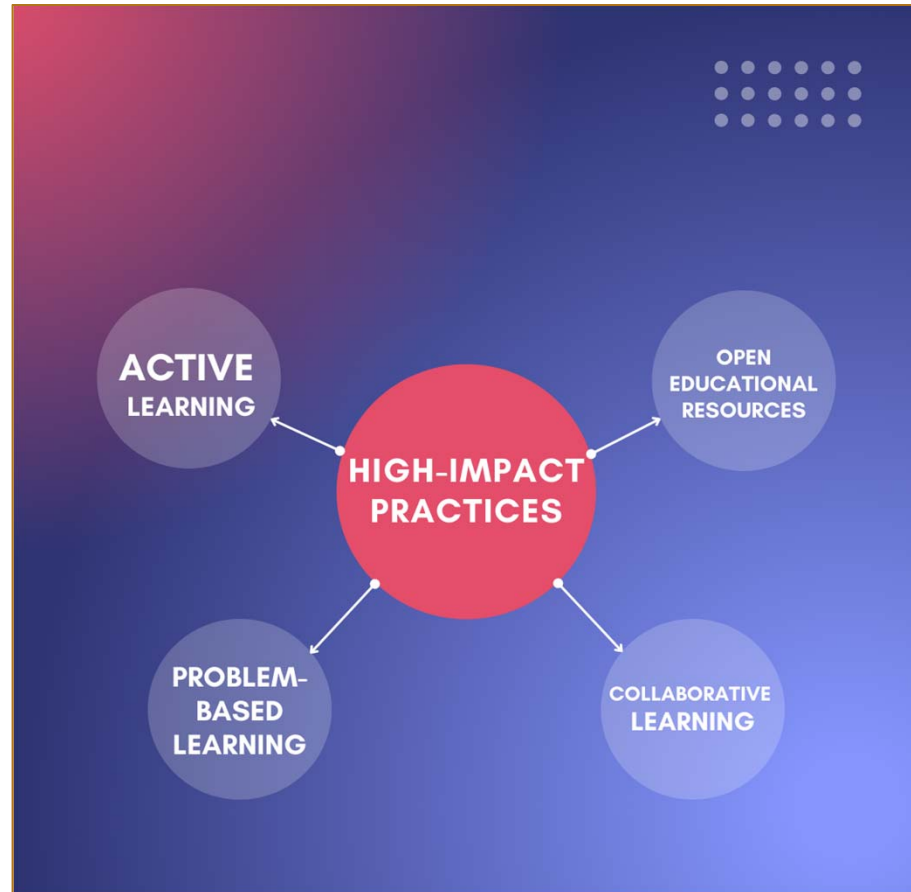 ACTIVE
LEARNING
OPEN
EDUCATIONAL
RESOURCES
HIGH-IMPACT
PRACTICES
PROBLEM-
BASED
LEARNING
COLLABORATIVE
LEARNING